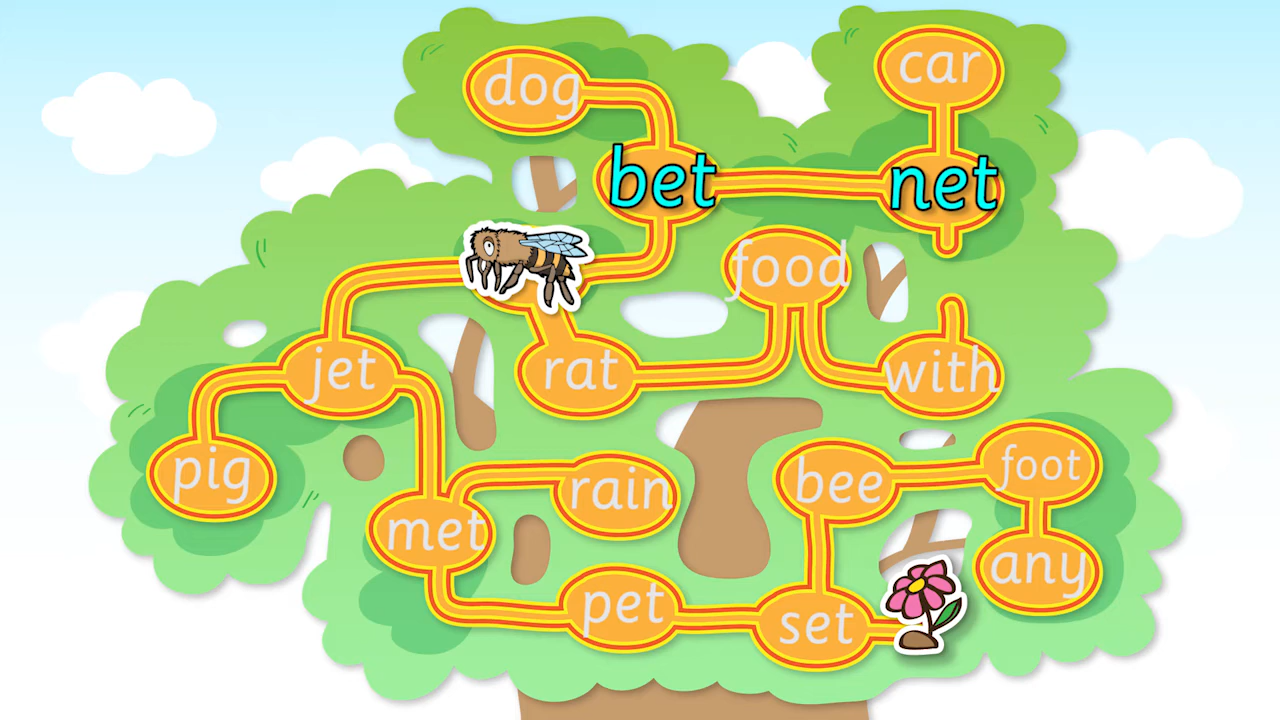 dog
car
bet
net
food
jet
rat
with
pig
rain
bee
foot
met
any
pet
set